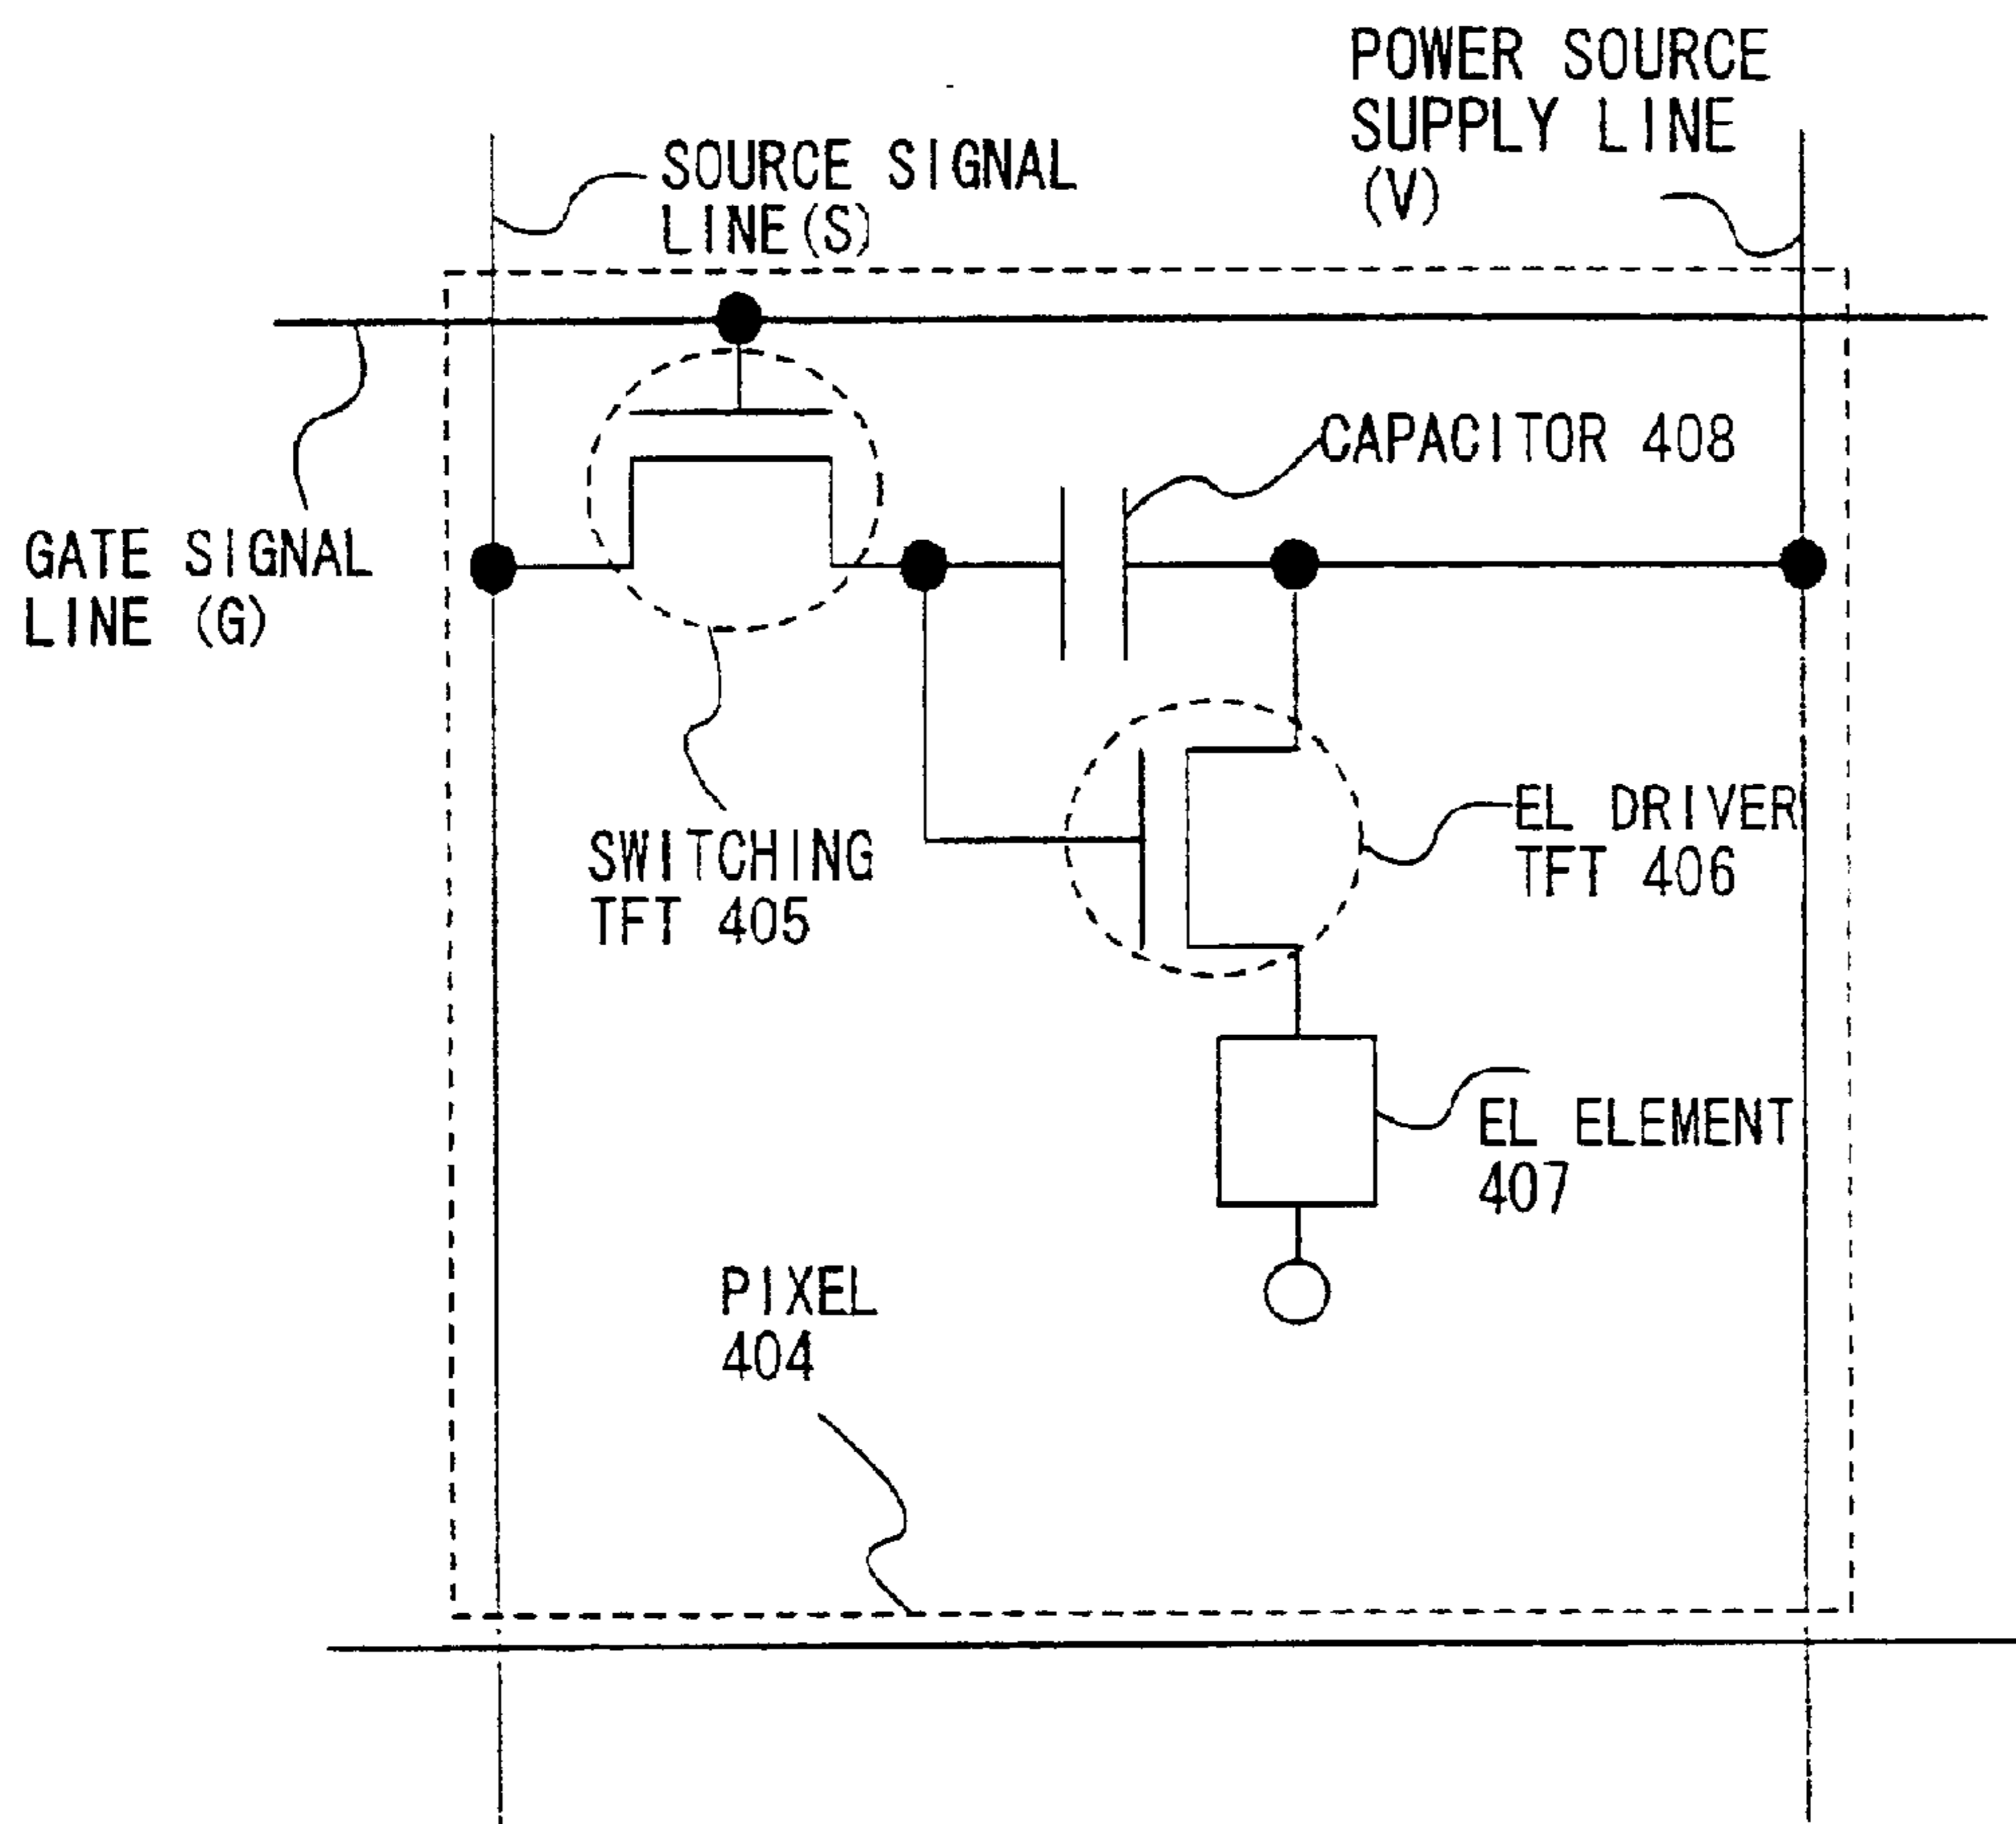 POWER SOURCE
SUPPLY LINE
(V)
SOURCE SIGNAL
LINE(S)
CAPACITOR 408
GATE SIGNAL
LINE (G)
EL DRIVER
TFT 406
SWITCHING
TFT 405
EL ELEMENT
407
PIXEL
404